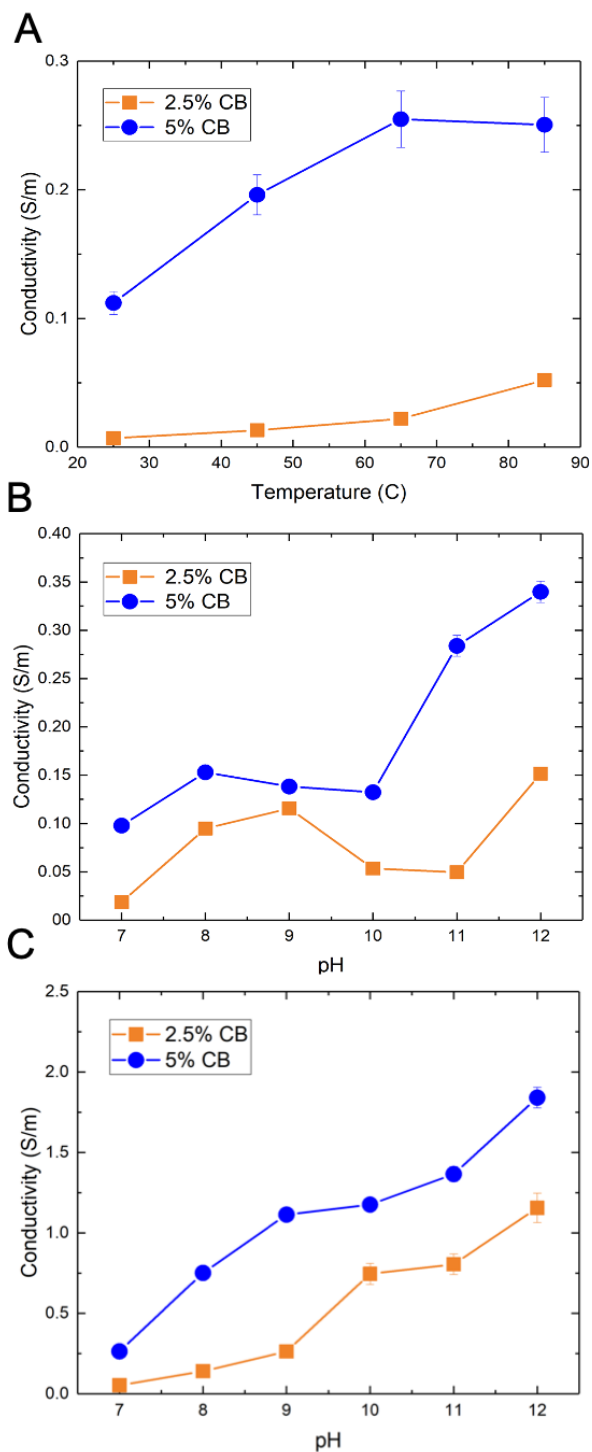 A
0.3
2.5% CB
5% CB
0.2
0.1
0.0
Conductivity (S/m)
20 30 40 50 60 70 80 90
Temperature (C)
B
0.40
2.5% CB
5% CB
0.35
0.30
0.25
0.20
0.15
0.10
0.05
00
Conductivity (S/m)
7 8 9 10 11 12
pH
C
2.5
2.5% CB
5% CB
2.0
1.5
1.0
0.5
0.0
Conductivity (S/m)
7 8 9 10 11 12
pH